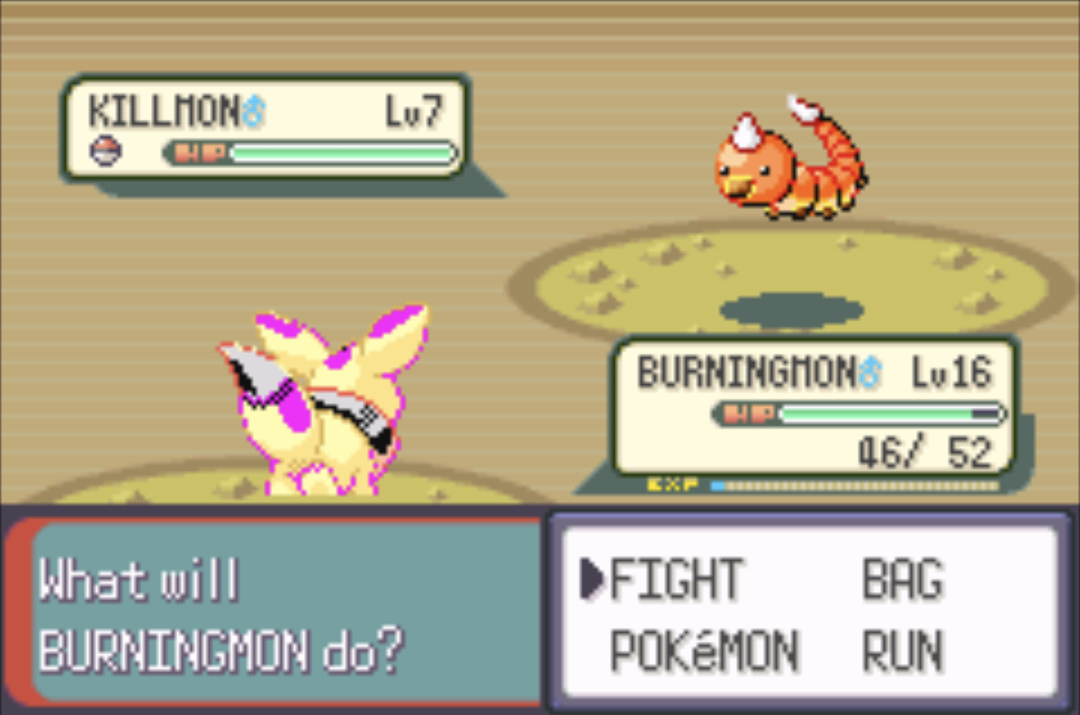 KILLMON♂ Lv7
HP
BURNINGMON♂ Lv16
HP
46/ 52
EXP
What will
BURNINGMON do?
▶FIGHT BAG
POKéMON RUN